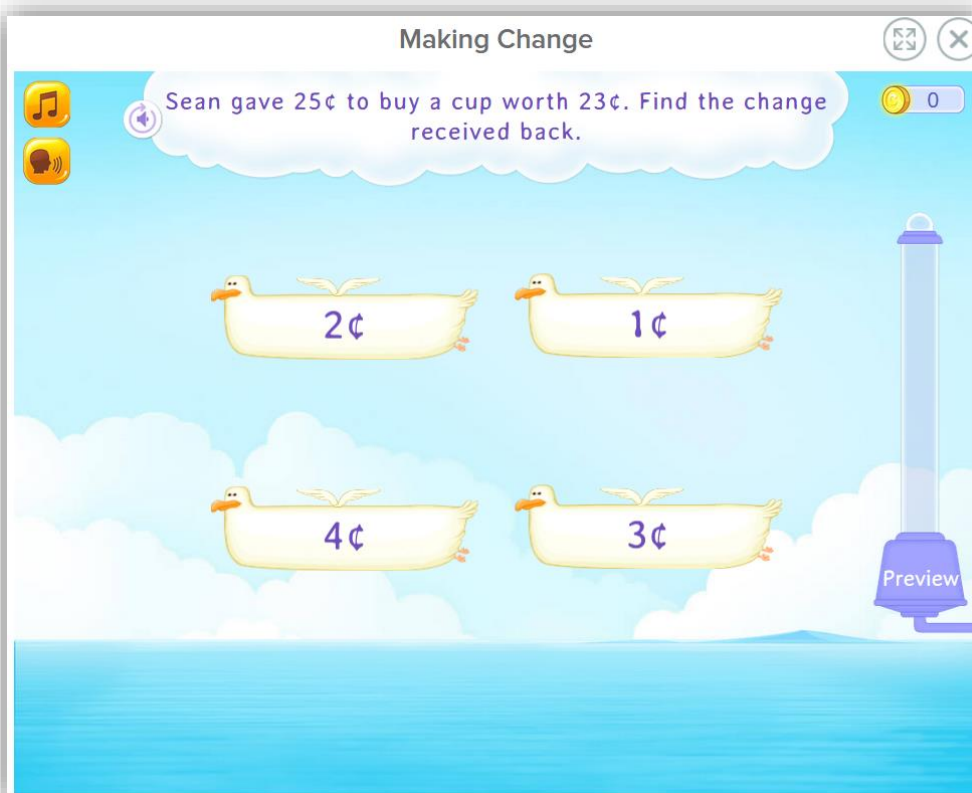 Making Change
Sean gave 25¢ to buy a cup worth 23¢. Find the change
received back.
0
2¢
1¢
4¢
3¢
Preview